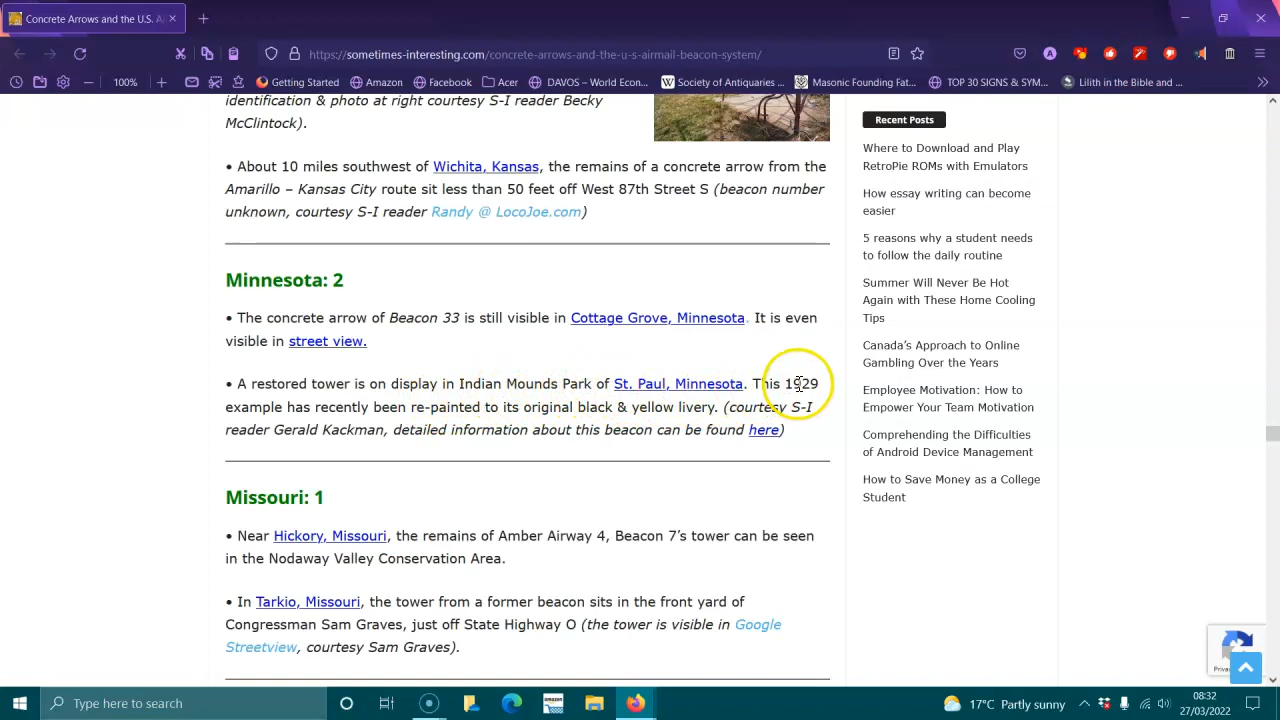 Concrete Arrows and the U.S. A
https://sometimes-interesting.com/concrete-arrows-and-the-u-s-airmail-beacon-system/
100%
Getting Started
Amazon
Facebook
Acer
DAVOS – World Econ...
Society of Antiquaries ...
Masonic Founding Fat...
TOP 30 SIGNS & SYM...
Lilith in the Bible and ...
identification & photo at right courtesy S-I reader Becky
McClintock).
• About 10 miles southwest of Wichita, Kansas, the remains of a concrete arrow from the
Amarillo – Kansas City route sit less than 50 feet off West 87th Street S (beacon number
unknown, courtesy S-I reader Randy @ LocoJoe.com)
Minnesota: 2
• The concrete arrow of Beacon 33 is still visible in Cottage Grove, Minnesota. It is even
visible in street view.
• A restored tower is on display in Indian Mounds Park of St. Paul, Minnesota. This 1929
example has recently been re-painted to its original black & yellow livery. (courtesy S-I
reader Gerald Kackman, detailed information about this beacon can be found here)
Missouri: 1
• Near Hickory, Missouri, the remains of Amber Airway 4, Beacon 7’s tower can be seen
in the Nodaway Valley Conservation Area.
• In Tarkio, Missouri, the tower from a former beacon sits in the front yard of
Congressman Sam Graves, just off State Highway O (the tower is visible in Google
Streetview, courtesy Sam Graves).
Recent Posts
Where to Download and Play
RetroPie ROMs with Emulators
How essay writing can become
easier
5 reasons why a student needs
to follow the daily routine
Summer Will Never Be Hot
Again with These Home Cooling
Tips
Canada’s Approach to Online
Gambling Over the Years
Employee Motivation: How to
Empower Your Team Motivation
Comprehending the Difficulties
of Android Device Management
How to Save Money as a College
Student
Type here to search
amazon
17°C Partly sunny
08:32
27/03/2022